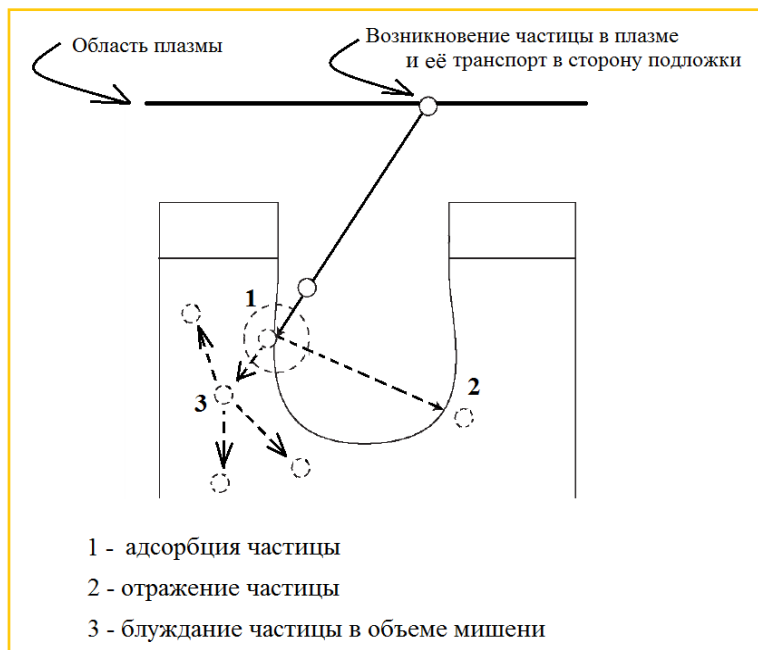 Область плазмы
Возникновение частицы в плазме
и её транспорт в сторону подложки
1
2
3
1 - адсорбция частицы
2 - отражение частицы
3 - блуждание частицы в объеме мишени